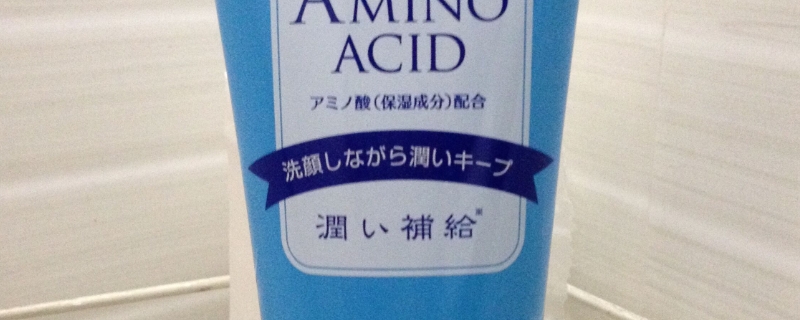 AMINO
ACID
アミノ酸(保湿成分)配合
洗顔しながら潤いキープ
潤い補給※